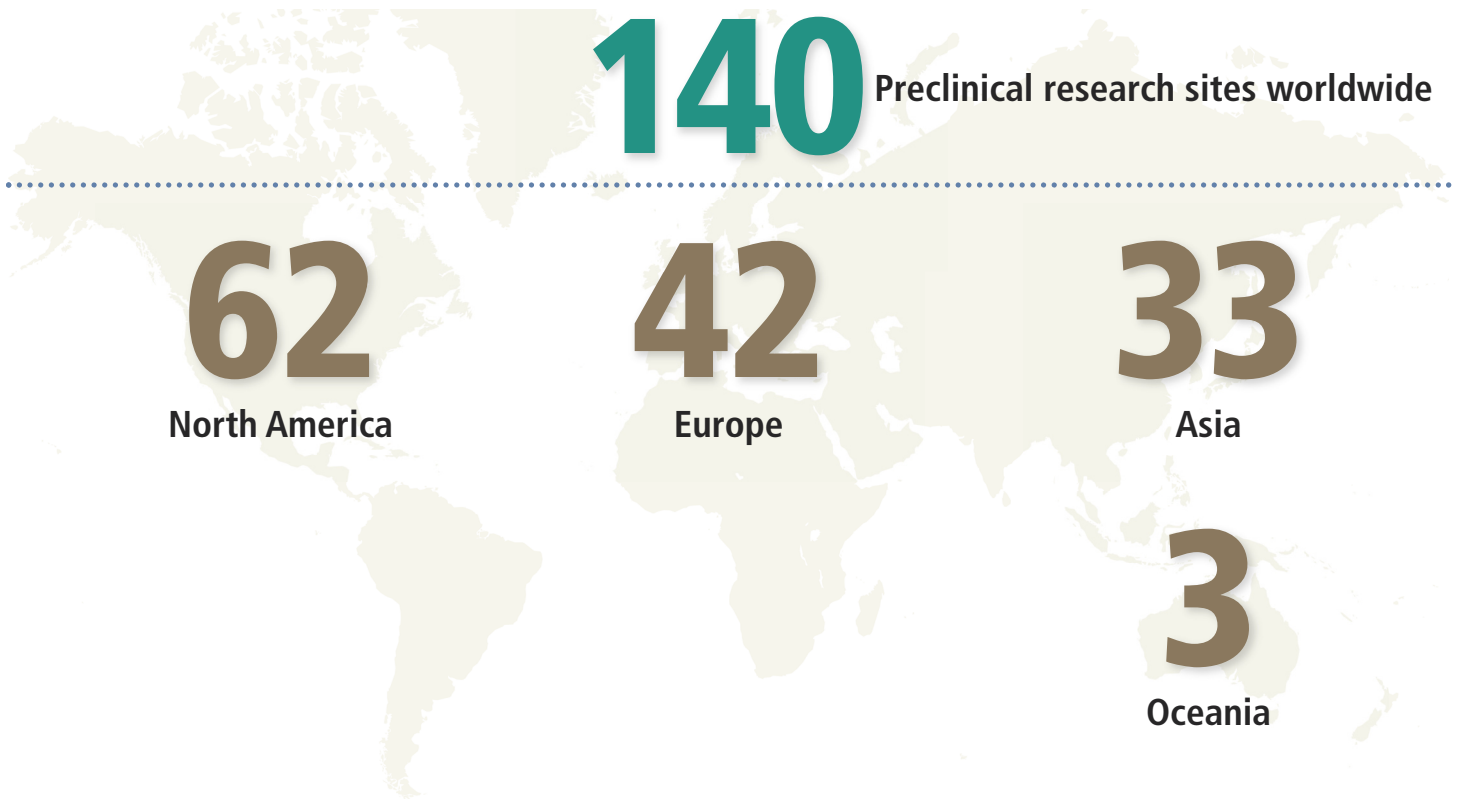 140 Preclinical research sites worldwide
62
North America
42
Europe
33
Asia
3
Oceania